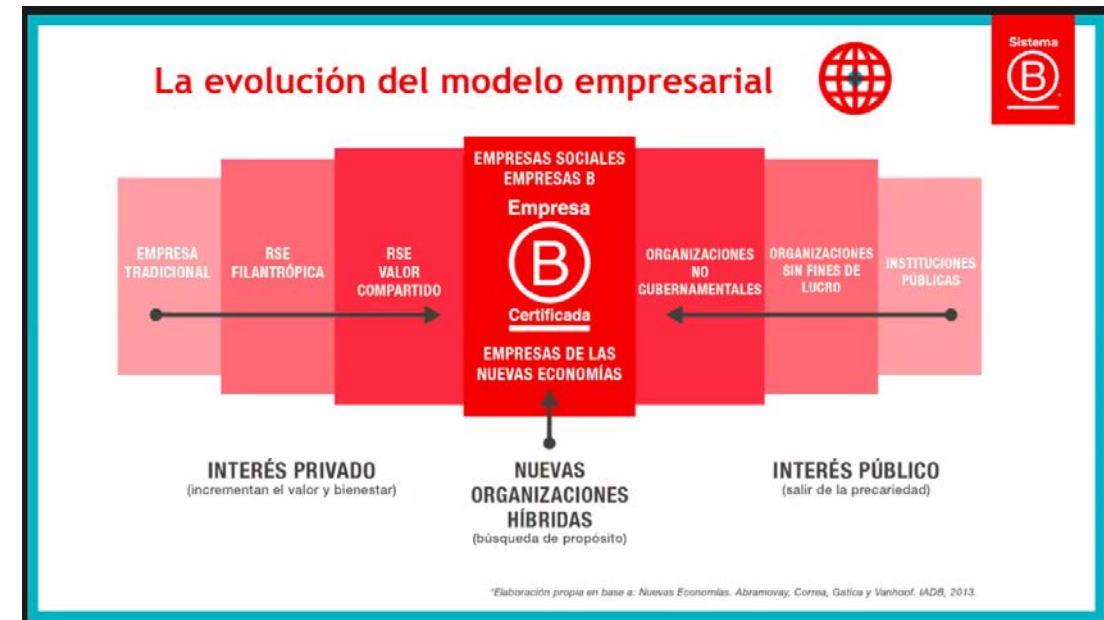 La evolución del modelo empresarial
Sistema
B
EMPRESA
TRADICIONAL
RSE
FILANTRÓPICA
RSE
VALOR
COMPARTIDO
EMPRESAS SOCIALES
EMPRESAS B
Empresa
B
Certificada
EMPRESAS DE LAS
NUEVAS ECONOMÍAS
ORGANIZACIONES
NO
GUBERNAMENTALES
ORGANIZACIONES
SIN FINES DE
LUCRO
INSTITUCIONES
PÚBLICAS
INTERÉS PRIVADO
(incrementan el valor y bienestar)
NUEVAS
ORGANIZACIONES
HÍBRIDAS
(búsqueda de propósito)
INTERÉS PÚBLICO
(salir de la precariedad)
*Elaboración propia en base a: Nuevas Economías. Abramovay, Correa, Gatica y Vanhoof. IADB, 2013.